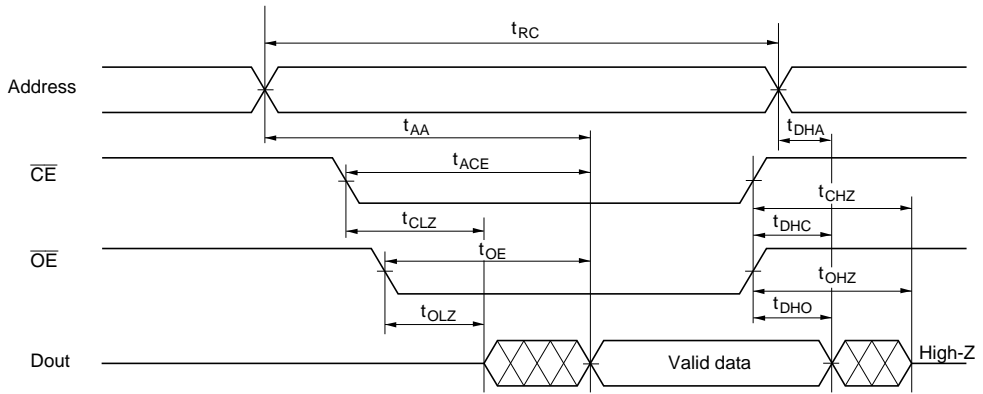 tRC
Address
tAA
tDHA
CE
tACE
tCHZ
tCLZ
tDHC
OE
tOE
tOHZ
tOLZ
tDHO
Dout
Valid data
High-Z